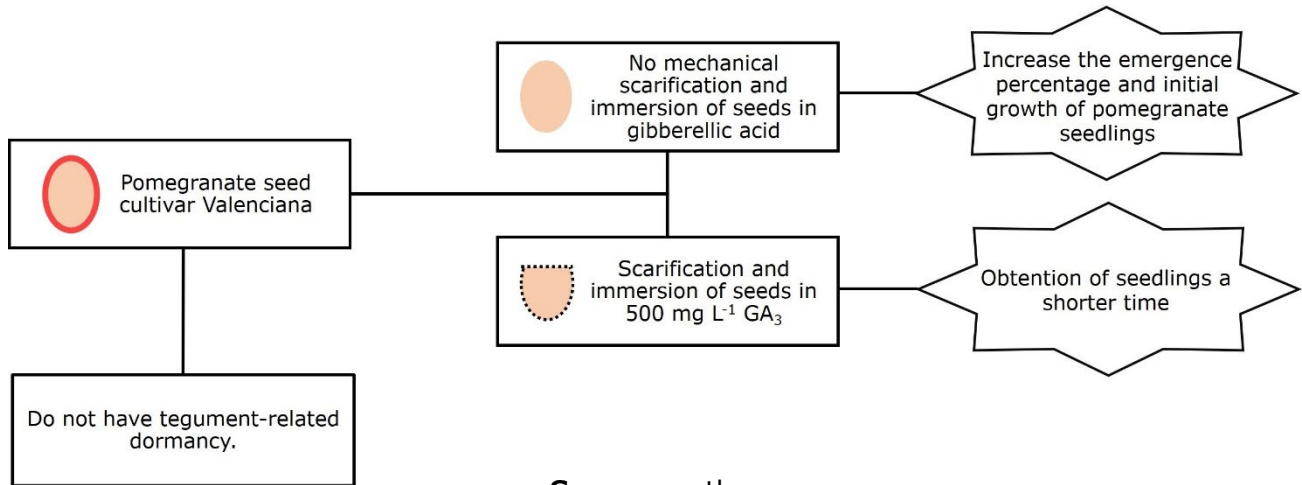 No mechanical
scarification and
immersion of seeds in
gibberellic acid
Increase the emergence
percentage and initial
growth of pomegranate
seedlings
Pomegranate seed
cultivar Valenciana
Scarification and
immersion of seeds in
500 mg L⁻¹ GA₃
Obtention of seedlings a
shorter time
Do not have tegument-related
dormancy.